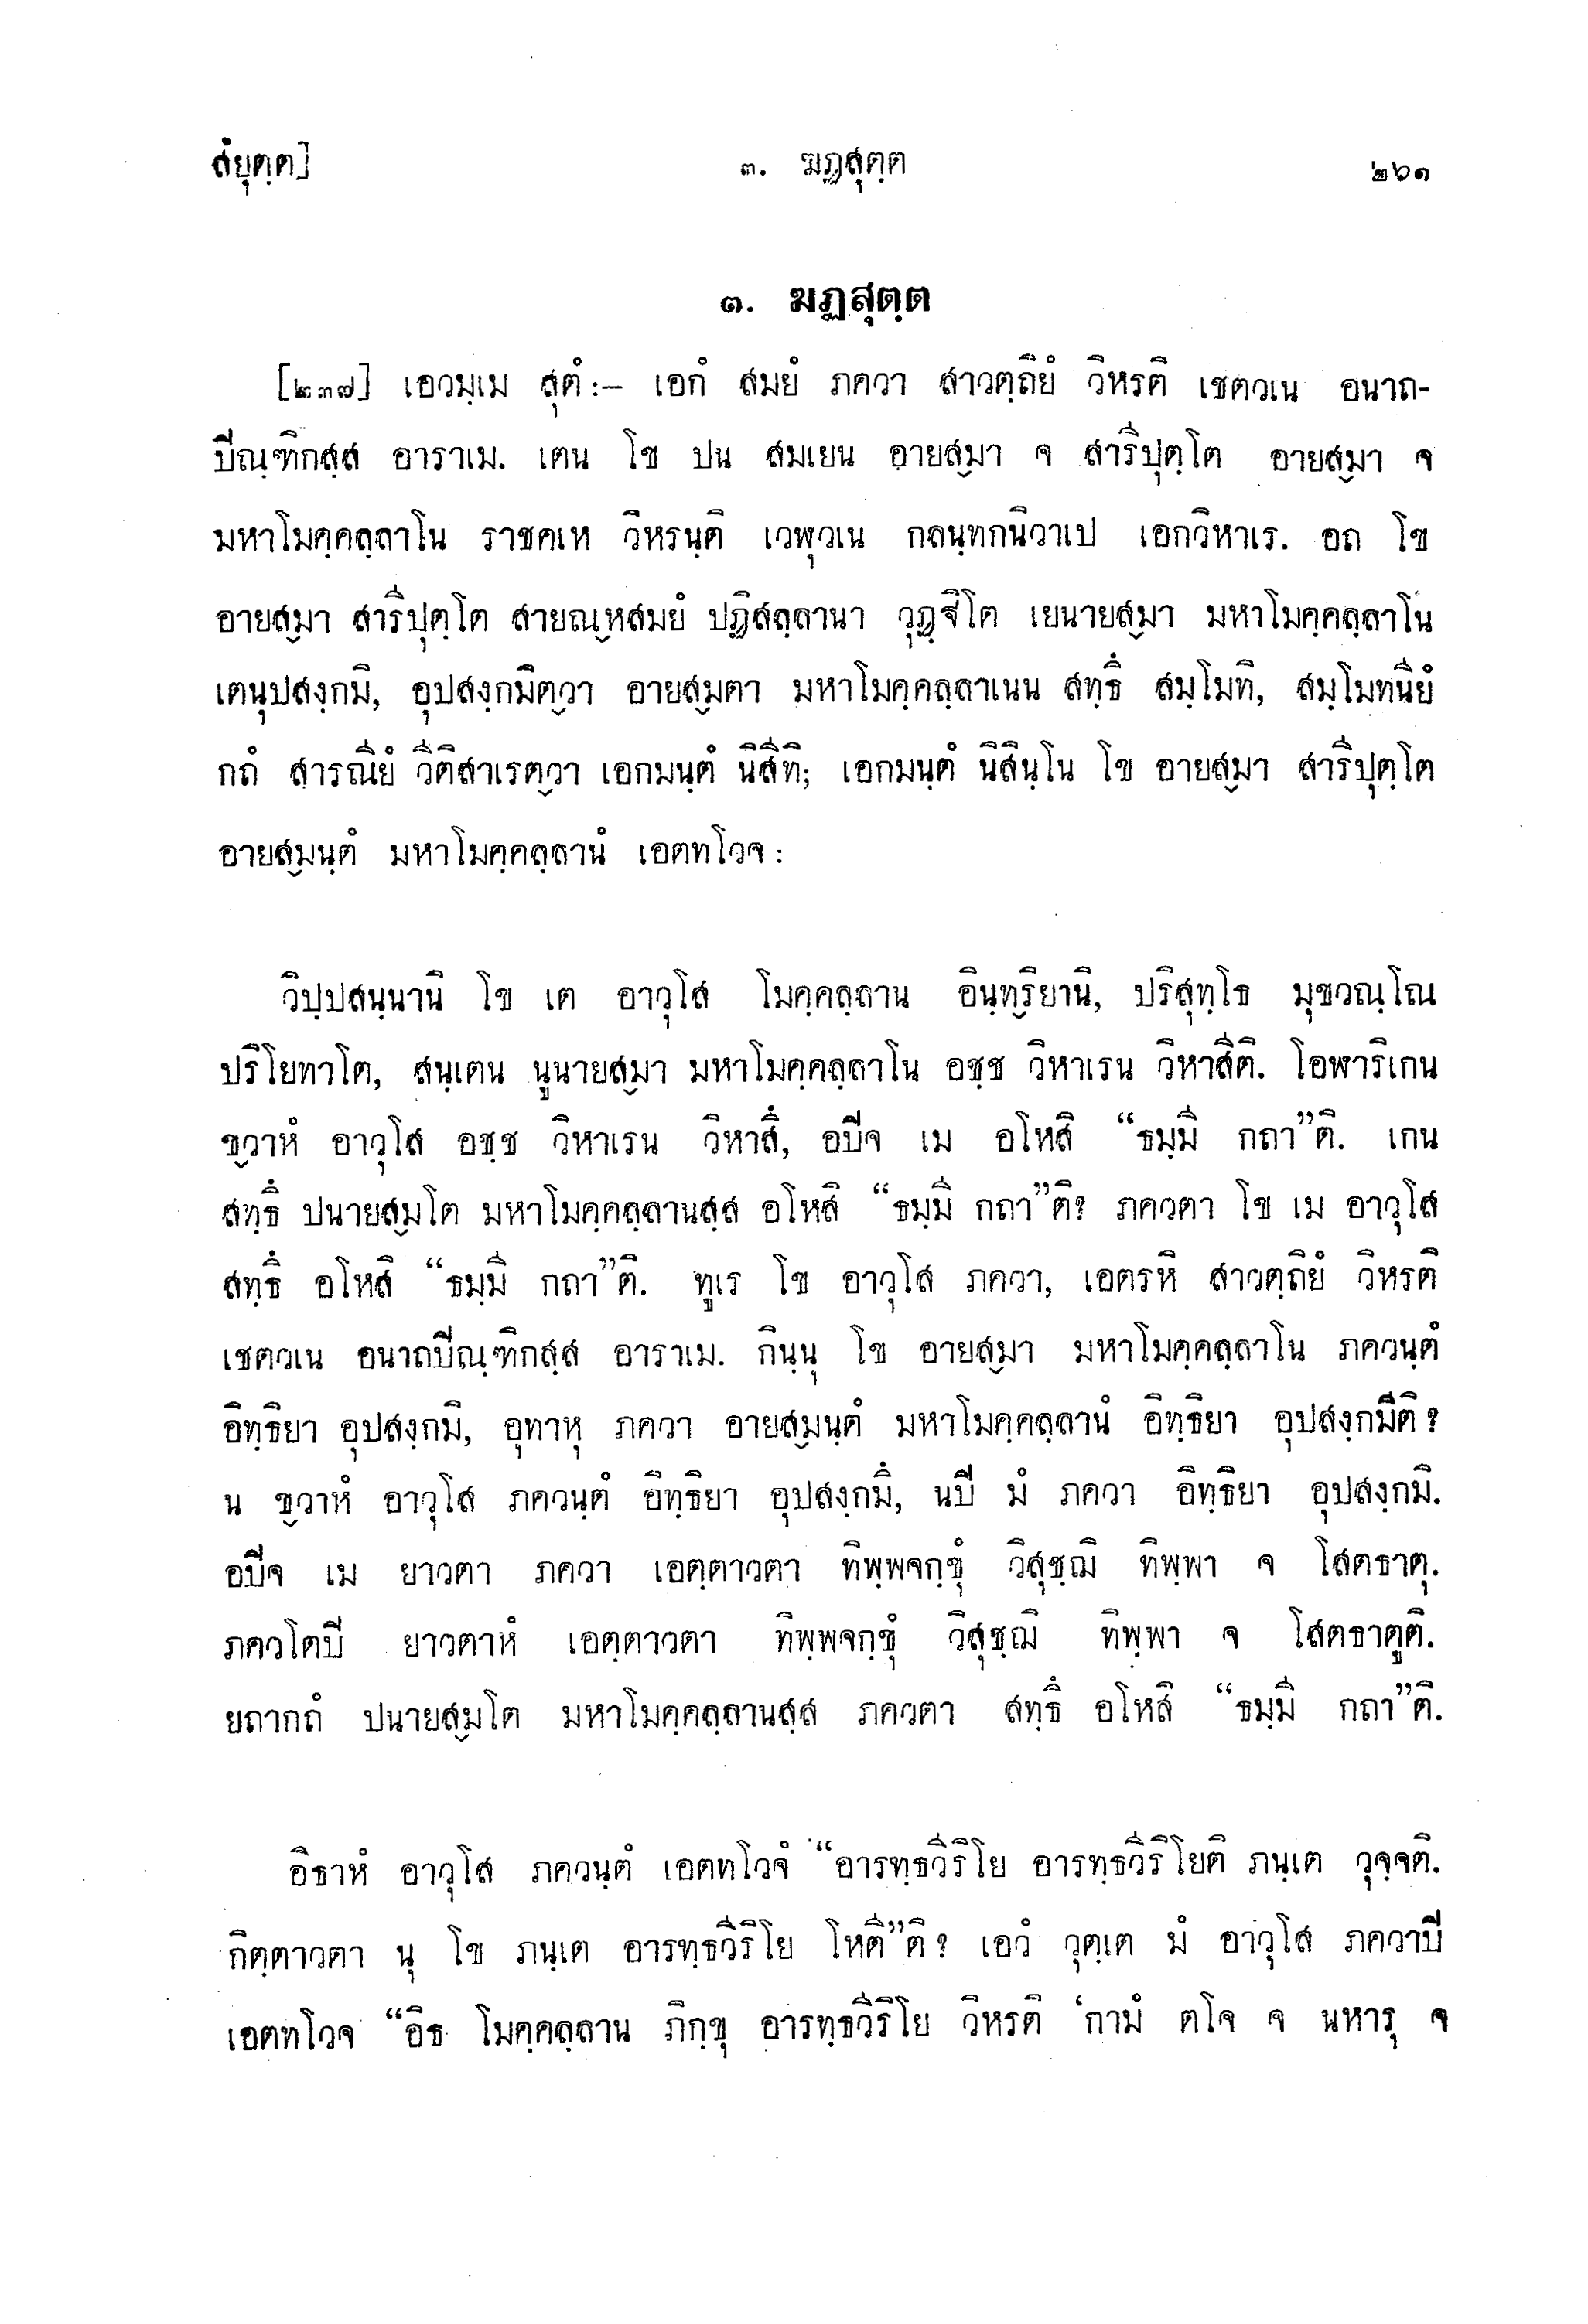 สํยุตฺต]
๓. ฆฏสุตฺต
๒๖๑
๓. ฆฏสุตฺต
[๒๓๗] เอวมฺเม สุตํ :– เอกํ สมยํ ภควา สาวตฺถิยํ วิหรติ เชตวเน อนาถ-
ปิณฺฑิกสฺส อาราเม. เตน โข ปน สมเยน อายสฺมา จ สารีปุตฺโต อายสฺมา จ
มหาโมคฺคลฺลาโน ราชคเห วิหรนฺติ เวฬุวเน กลนฺทกนิวาเป เอกวิหาเร. อถ โข
อายสฺมา สารีปุตฺโต สายณฺหสมยํ ปฏิสลฺลานา วุฏฺฐิโต เยนายสฺมา มหาโมคฺคลฺลาโน
เตนุปสงฺกมิ, อุปสงฺกมิตฺวา อายสฺมตา มหาโมคฺคลฺลาเนน สทฺธึ สมฺโมทิ, สมฺโมทนียํ
กถํ สารณียํ วีติสาเรตฺวา เอกมนฺตํ นิสีทิ; เอกมนฺตํ นิสินฺโน โข อายสฺมา สารีปุตฺโต
อายสฺมนฺตํ มหาโมคฺคลฺลานํ เอตทโวจ :
วิปฺปสนฺนานิ โข เต อาวุโส โมคฺคลฺลาน อินฺทฺริยานิ, ปริสุทฺโธ มุขวณฺโณ
ปริโยทาโต, สนฺเตน นูนายสฺมา มหาโมคฺคลฺลาโน อชฺช วิหาเรน วิหาสีติ. โอฬาริเกน
ขฺวาหํ อาวุโส อชฺช วิหาเรน วิหาสึ, อปิจ เม อโหสิ “ธมฺมี กถา”ติ. เกน
สทฺธึ ปนายสฺมโต มหาโมคฺคลฺลานสฺส อโหสิ “ธมฺมี กถา”ติ? ภควตา โข เม อาวุโส
สทฺธึ อโหสิ “ธมฺมี กถา”ติ. ทูเร โข อาวุโส ภควา, เอตรหิ สาวตฺถิยํ วิหรติ
เชตวเน อนาถปิณฺฑิกสฺส อาราเม. กินฺนุ โข อายสฺมา มหาโมคฺคลฺลาโน ภควนฺตํ
อิทฺธิยา อุปสงฺกมิ, อุทาหุ ภควา อายสฺมนฺตํ มหาโมคฺคลฺลานํ อิทฺธิยา อุปสงฺกมีติ?
น ขฺวาหํ อาวุโส ภควนฺตํ อิทฺธิยา อุปสงฺกมึ, นปิ มํ ภควา อิทฺธิยา อุปสงฺกมิ.
อปิจ เม ยาวตา ภควา เอตฺตาวตา ทิพฺพจกฺขุํ วิสุชฺฌิ ทิพฺพา จ โสตธาตุ.
ภควโตปิ ยาวตาหํ เอตฺตาวตา ทิพฺพจกฺขุํ วิสุชฺฌิ ทิพฺพา จ โสตธาตูติ.
ยถากถํ ปนายสฺมโต มหาโมคฺคลฺลานสฺส ภควตา สทฺธึ อโหสิ “ธมฺมี กถา”ติ.
อิธาหํ อาวุโส ภควนฺตํ เอตทโวจํ “อารทฺธวีริโย อารทฺธวีริโยติ ภนฺเต วุจฺจติ.
กิตฺตาวตา นุ โข ภนฺเต อารทฺธวีริโย โหตี”ติ? เอวํ วุตฺเต มํ อาวุโส ภควาปิ
เอตทโวจ “อิธ โมคฺคลฺลาน ภิกฺขุ อารทฺธวีริโย วิหรติ ‘กามํ ตโจ จ นหารุ จ